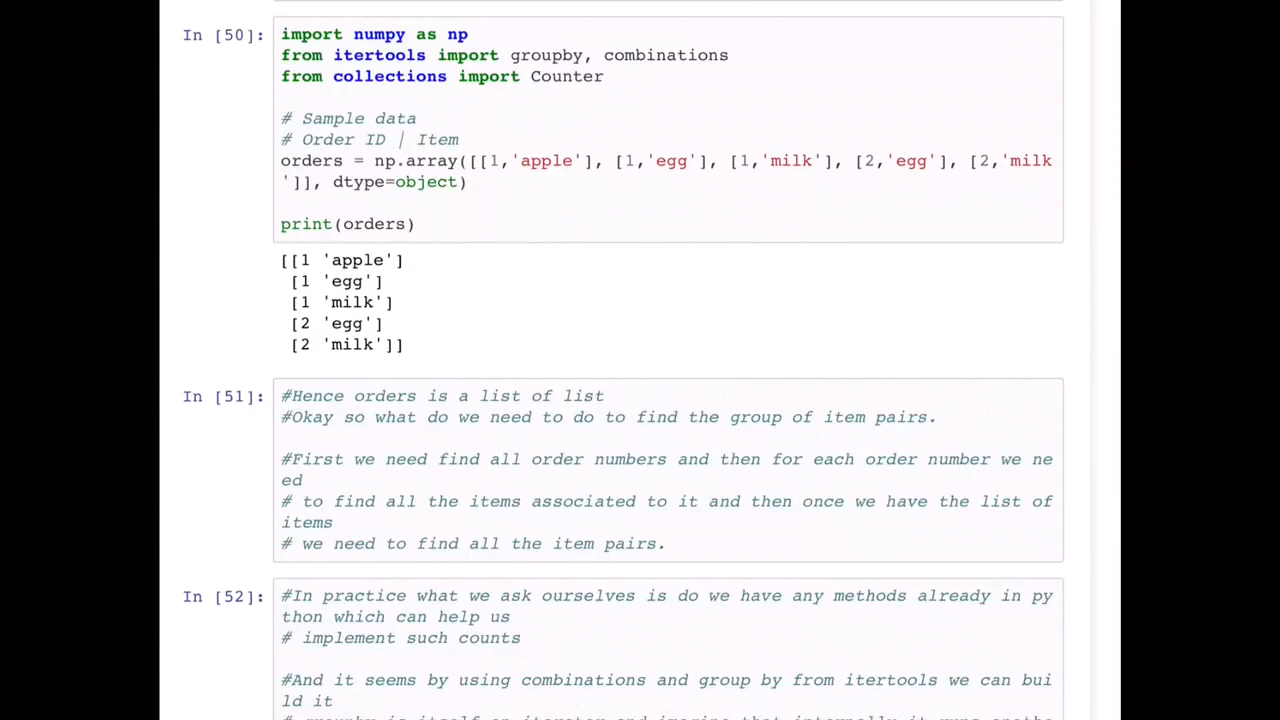 In [50]:
import numpy as np
from itertools import groupby, combinations
from collections import Counter
# Sample data
# Order ID | Item
orders = np.array([[1,'apple'], [1,'egg'], [1,'milk'], [2,'egg'], [2,'milk
']], dtype=object)
print(orders)
[[1 'apple']
[1 'egg']
[1 'milk']
[2 'egg']
[2 'milk']]
In [51]:
#Hence orders is a list of list
#Okay so what do we need to do to find the group of item pairs.
#First we need find all order numbers and then for each order number we ne
ed
# to find all the items associated to it and then once we have the list of
items
# we need to find all the item pairs.
In [52]:
#In practice what we ask ourselves is do we have any methods already in py
thon which can help us
# implement such counts
#And it seems by using combinations and group by from itertools we can bui
ld it